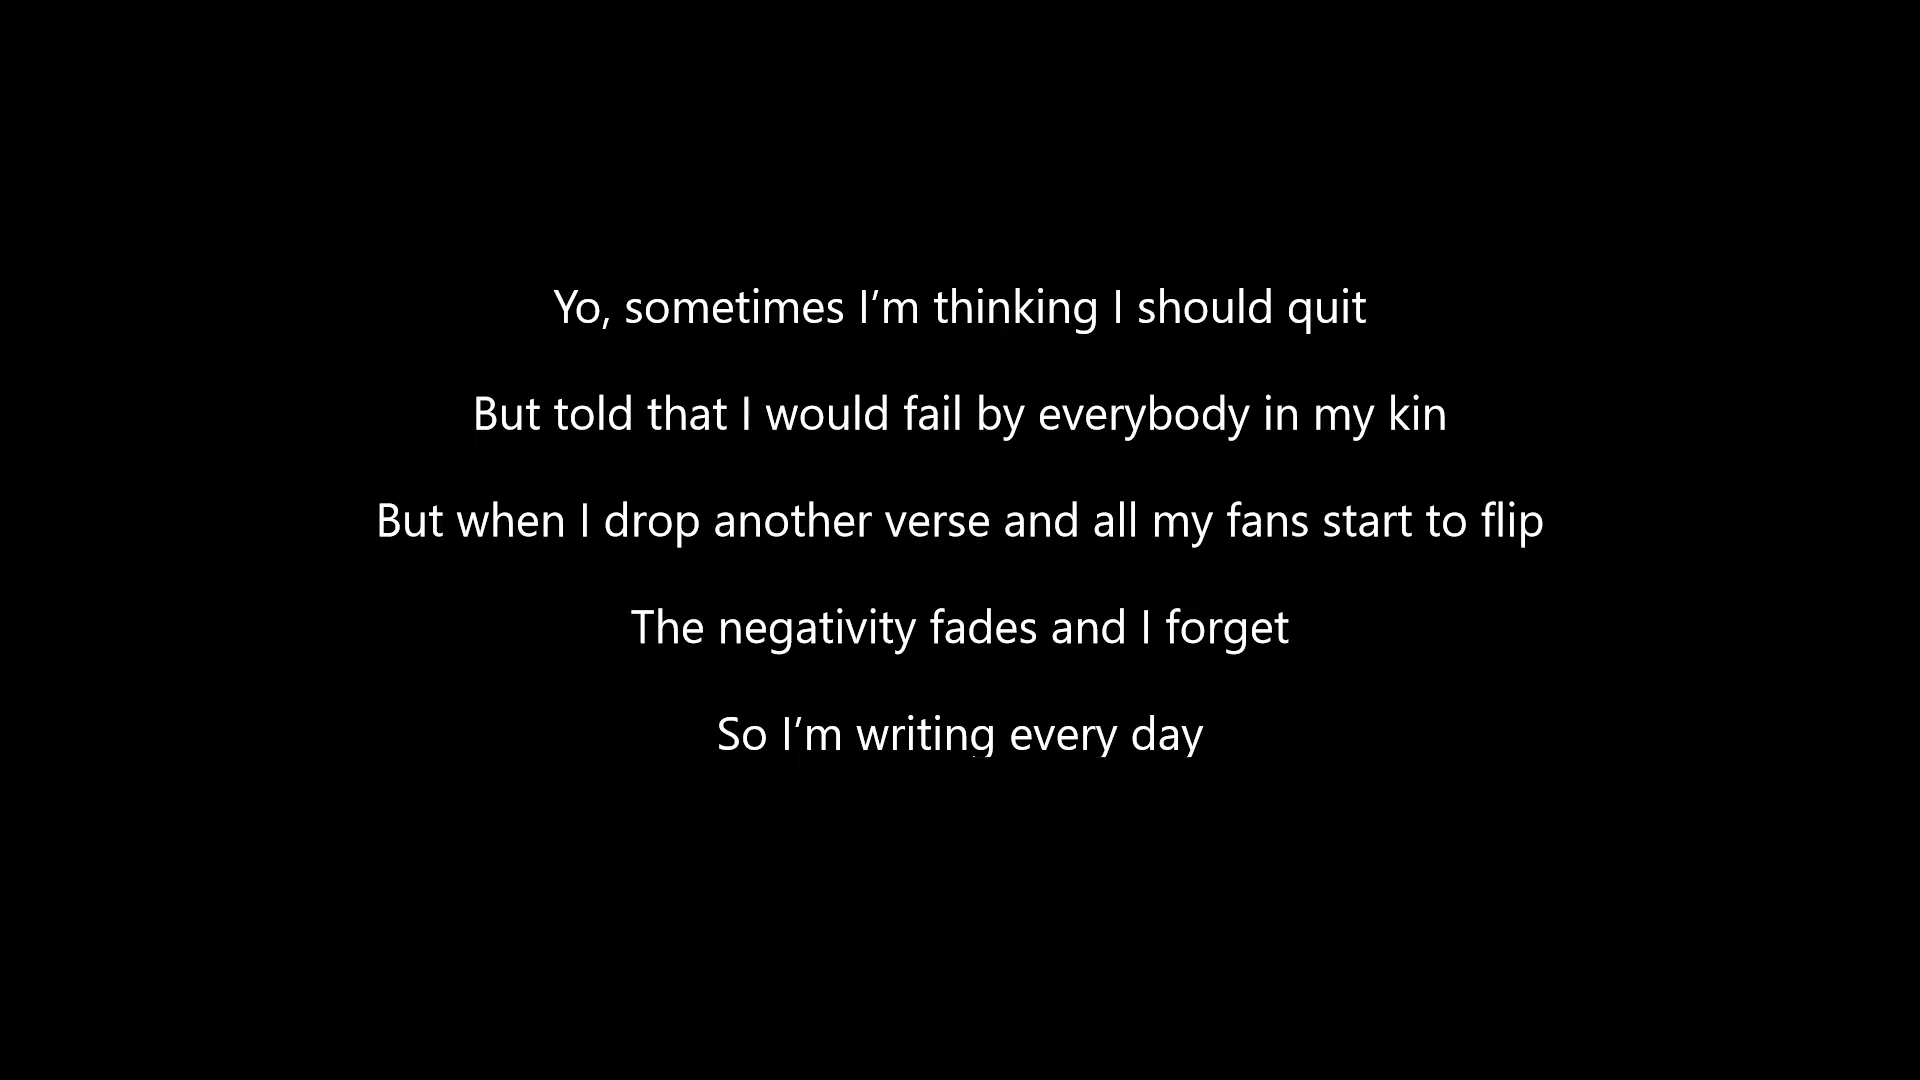 Yo, sometimes I’m thinking I should quit
But told that I would fail by everybody in my kin
But when I drop another verse and all my fans start to flip
The negativity fades and I forget
So I’m writing every day